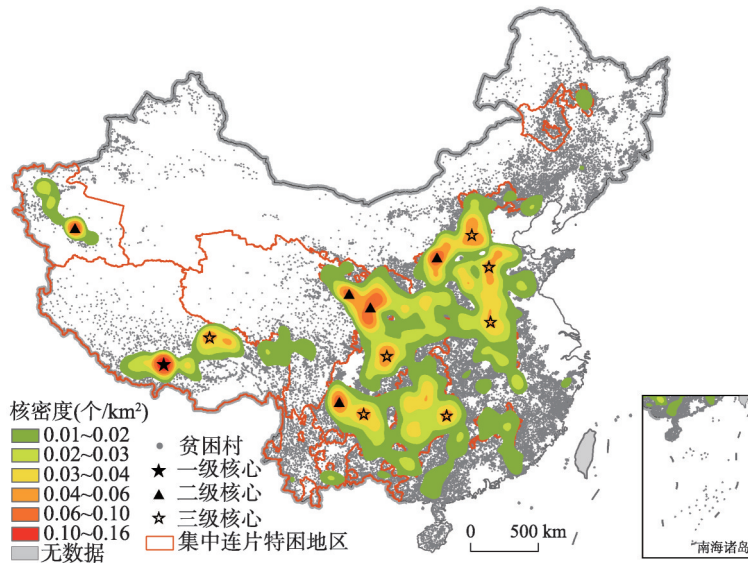 核密度(个/km²)
0.01~0.02
0.02~0.03
0.03~0.04
0.04~0.06
0.06~0.10
0.10~0.16
无数据
贫困村
一级核心
二级核心
三级核心
集中连片特困地区
0 500 km
南海诸岛